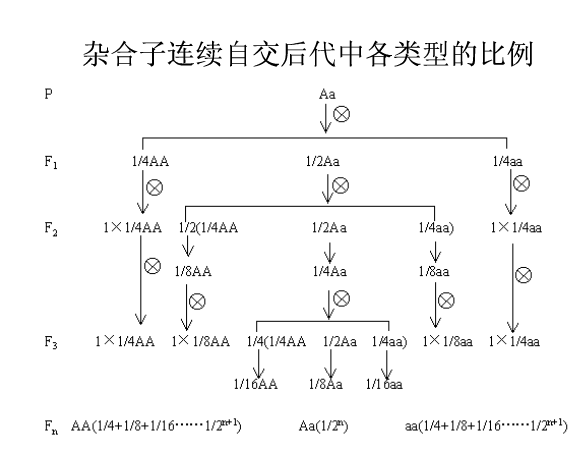 杂合子连续自交后代中各类型的比例
P Aa
F₁ 1/4AA 1/2Aa 1/4aa
F₂ 1×1/4AA 1/2(1/4AA 1/2Aa 1/4aa) 1×1/4aa
1/8AA 1/4Aa 1/8aa
F₃ 1×1/4AA 1×1/8AA 1/4(1/4AA 1/2Aa 1/4aa) 1×1/8aa 1×1/4aa
1/16AA 1/8Aa 1/16aa
Fₙ AA(1/4+1/8+1/16……1/2ⁿ⁺¹) Aa(1/2ⁿ) aa(1/4+1/8+1/16……1/2ⁿ⁺¹)